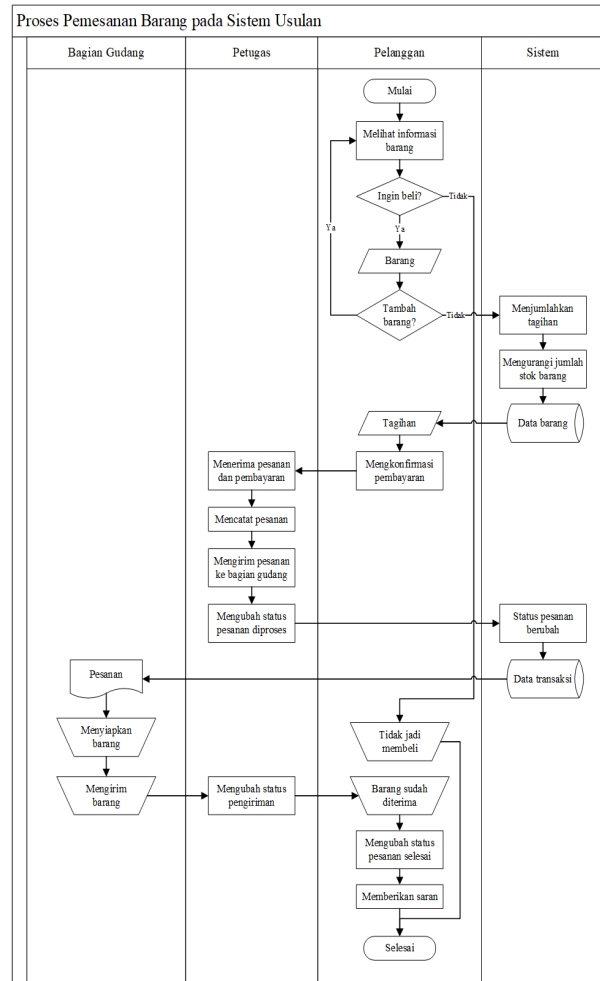 Proses Pemesanan Barang pada Sistem Usulan
Bagian Gudang
Petugas
Pelanggan
Sistem
Mulai
Melihat informasi
barang
Ingin beli?
Tidak
Ya
Ya
Barang
Tambah
barang?
Tidak
Menjumlahkan
tagihan
Mengurangi jumlah
stok barang
Tagihan
Data barang
Menerima pesanan
dan pembayaran
Mengkonfirmasi
pembayaran
Mencatat pesanan
Mengirim pesanan
ke bagian gudang
Mengubah status
pesanan diproses
Status pesanan
berubah
Pesanan
Data transaksi
Menyiapkan
barang
Tidak jadi
membeli
Mengirim
barang
Mengubah status
pengiriman
Barang sudah
diterima
Mengubah status
pesanan selesai
Memberikan saran
Selesai